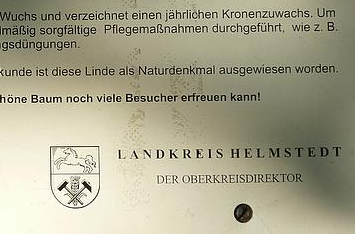 Wuchs und verzeichnet einen jährlichen Kronenzuwachs. Um
lmäßig sorgfältige Pflegemaßnahmen durchgeführt, wie z. B.
gsdüngungen.
kunde ist diese Linde als Naturdenkmal ausgewiesen worden.
höne Baum noch viele Besucher erfreuen kann!
LANDKREIS HELMSTEDT
DER OBERKREISDIREKTOR